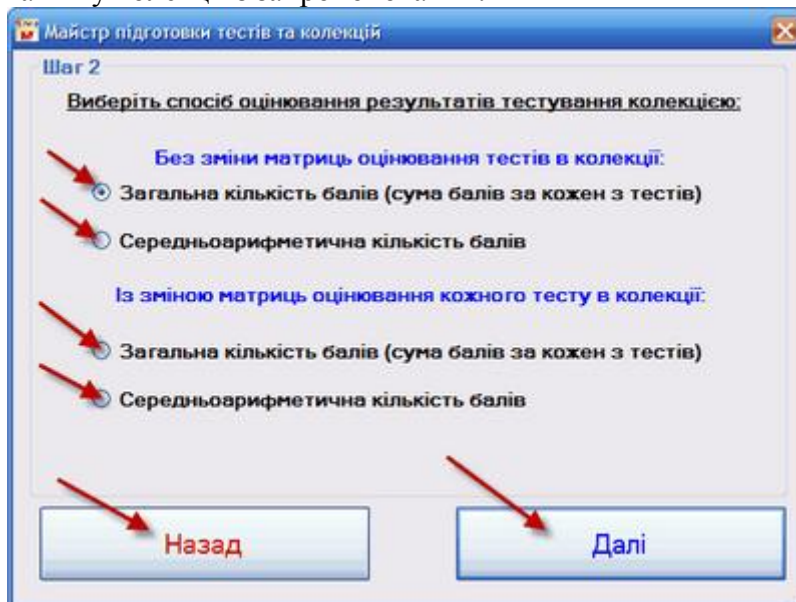 Майстр підготовки тестів та колекцій
Шаг 2
Виберіть спосіб оцінювання результатів тестування колекцією:
Без зміни матриць оцінювання тестів в колекції:
Загальна кількість балів (сума балів за кожен з тестів)
Середньоарифметична кількість балів
Із зміною матриць оцінювання кожного тесту в колекції:
Загальна кількість балів (сума балів за кожен з тестів)
Середньоарифметична кількість балів
Назад
Далі